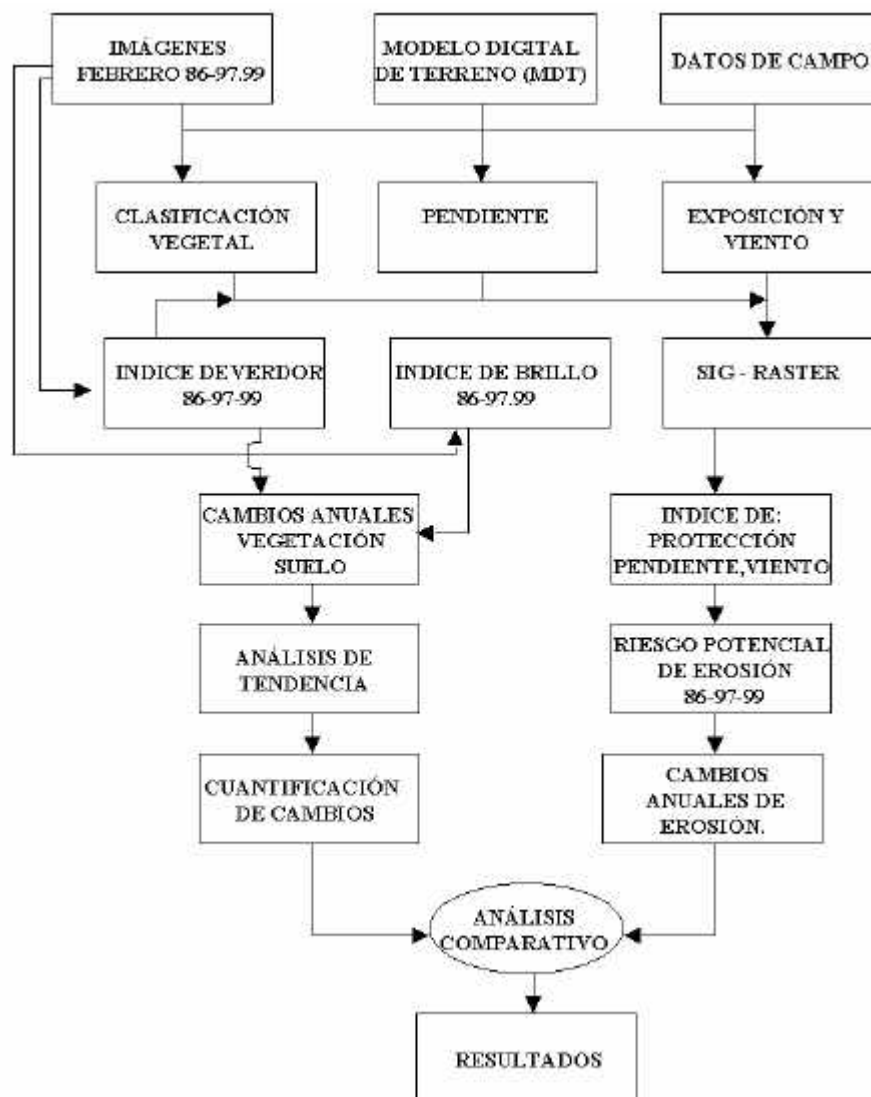 IMÁGENES
FEBRERO 86-97.99
MODELO DIGITAL
DE TERRENO (MDT)
DATOS DE CAMPO
CLASIFICACIÓN
VEGETAL
PENDIENTE
EXPOSICIÓN Y
VIENTO
INDICE DE VERDOR
86-97-99
INDICE DE BRILLO
86-97.99
SIG - RASTER
CAMBIOS ANUALES
VEGETACIÓN
SUELO
INDICE DE:
PROTECCIÓN
PENDIENTE,VIENTO
ANÁLISIS DE
TENDENCIA
RIESGO POTENCIAL
DE EROSIÓN
86-97-99
CUANTIFICACIÓN
DE CAMBIOS
CAMBIOS
ANUALES DE
EROSIÓN.
ANÁLISIS
COMPARATIVO
RESULTADOS